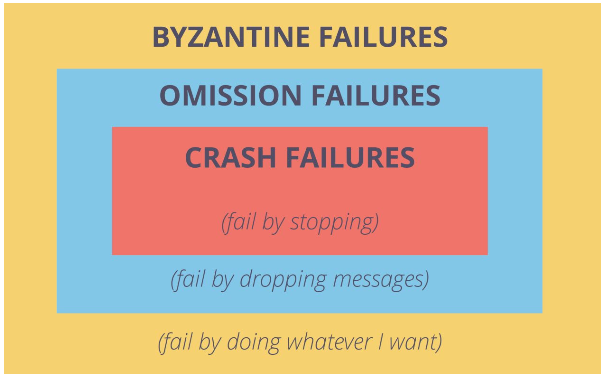 BYZANTINE FAILURES
OMISSION FAILURES
CRASH FAILURES
(fail by stopping)
(fail by dropping messages)
(fail by doing whatever I want)